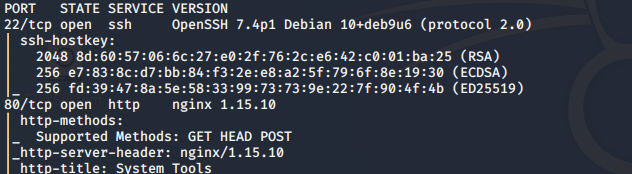 PORT   STATE SERVICE VERSION
22/tcp open  ssh     OpenSSH 7.4p1 Debian 10+deb9u6 (protocol 2.0)
| ssh-hostkey:
|   2048 8d:60:57:06:6c:27:e0:2f:76:2c:e6:42:c0:01:ba:25 (RSA)
|   256 e7:83:8c:d7:bb:84:f3:2e:e8:a2:5f:79:6f:8e:19:30 (ECDSA)
|_  256 fd:39:47:8a:5e:58:33:99:73:73:9e:22:7f:90:4f:4b (ED25519)
80/tcp open  http    nginx 1.15.10
| http-methods:
|_  Supported Methods: GET HEAD POST
|_http-server-header: nginx/1.15.10
| http-title: System Tools